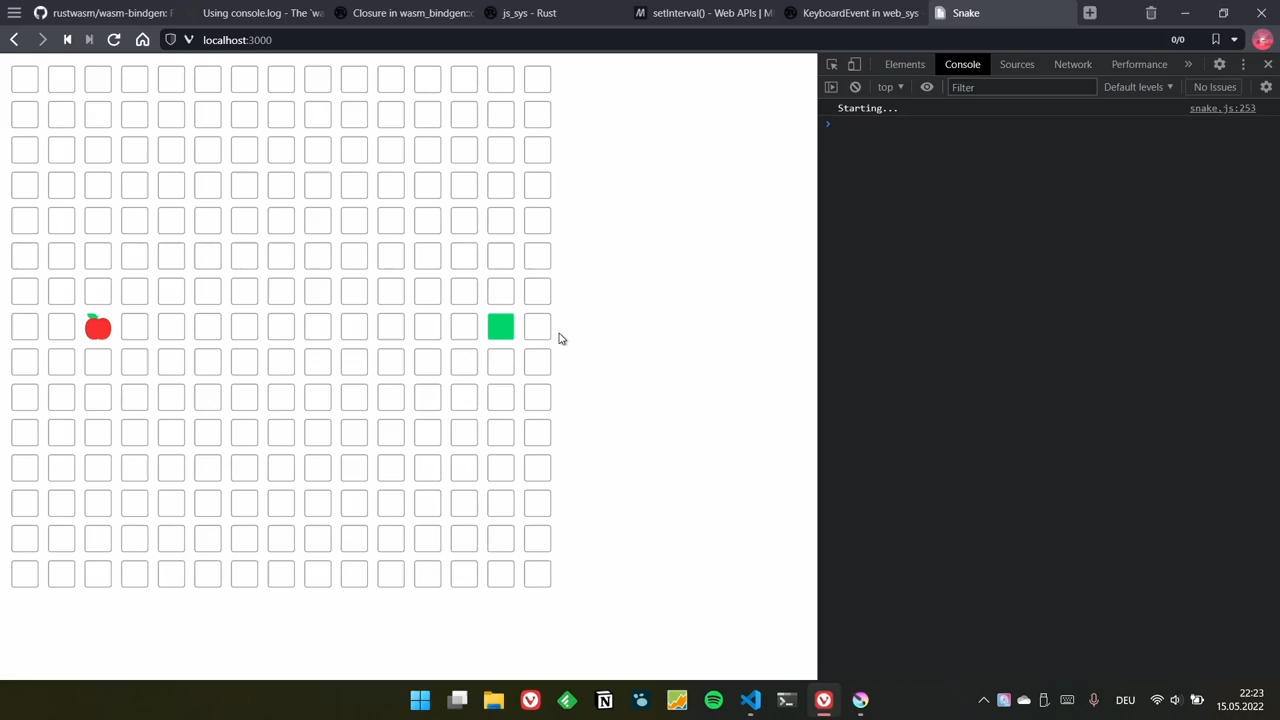 rustwasm/wasm-bindgen: F
Using console.log - The `wa
Closure in wasm_bindgen::c
js_sys - Rust
setInterval() - Web APIs | M
KeyboardEvent in web_sys
Snake
localhost:3000
0/0
Elements
Console
Sources
Network
Performance
top
Filter
Default levels
No Issues
Starting...
snake.js:253
DEU
22:23
15.05.2022